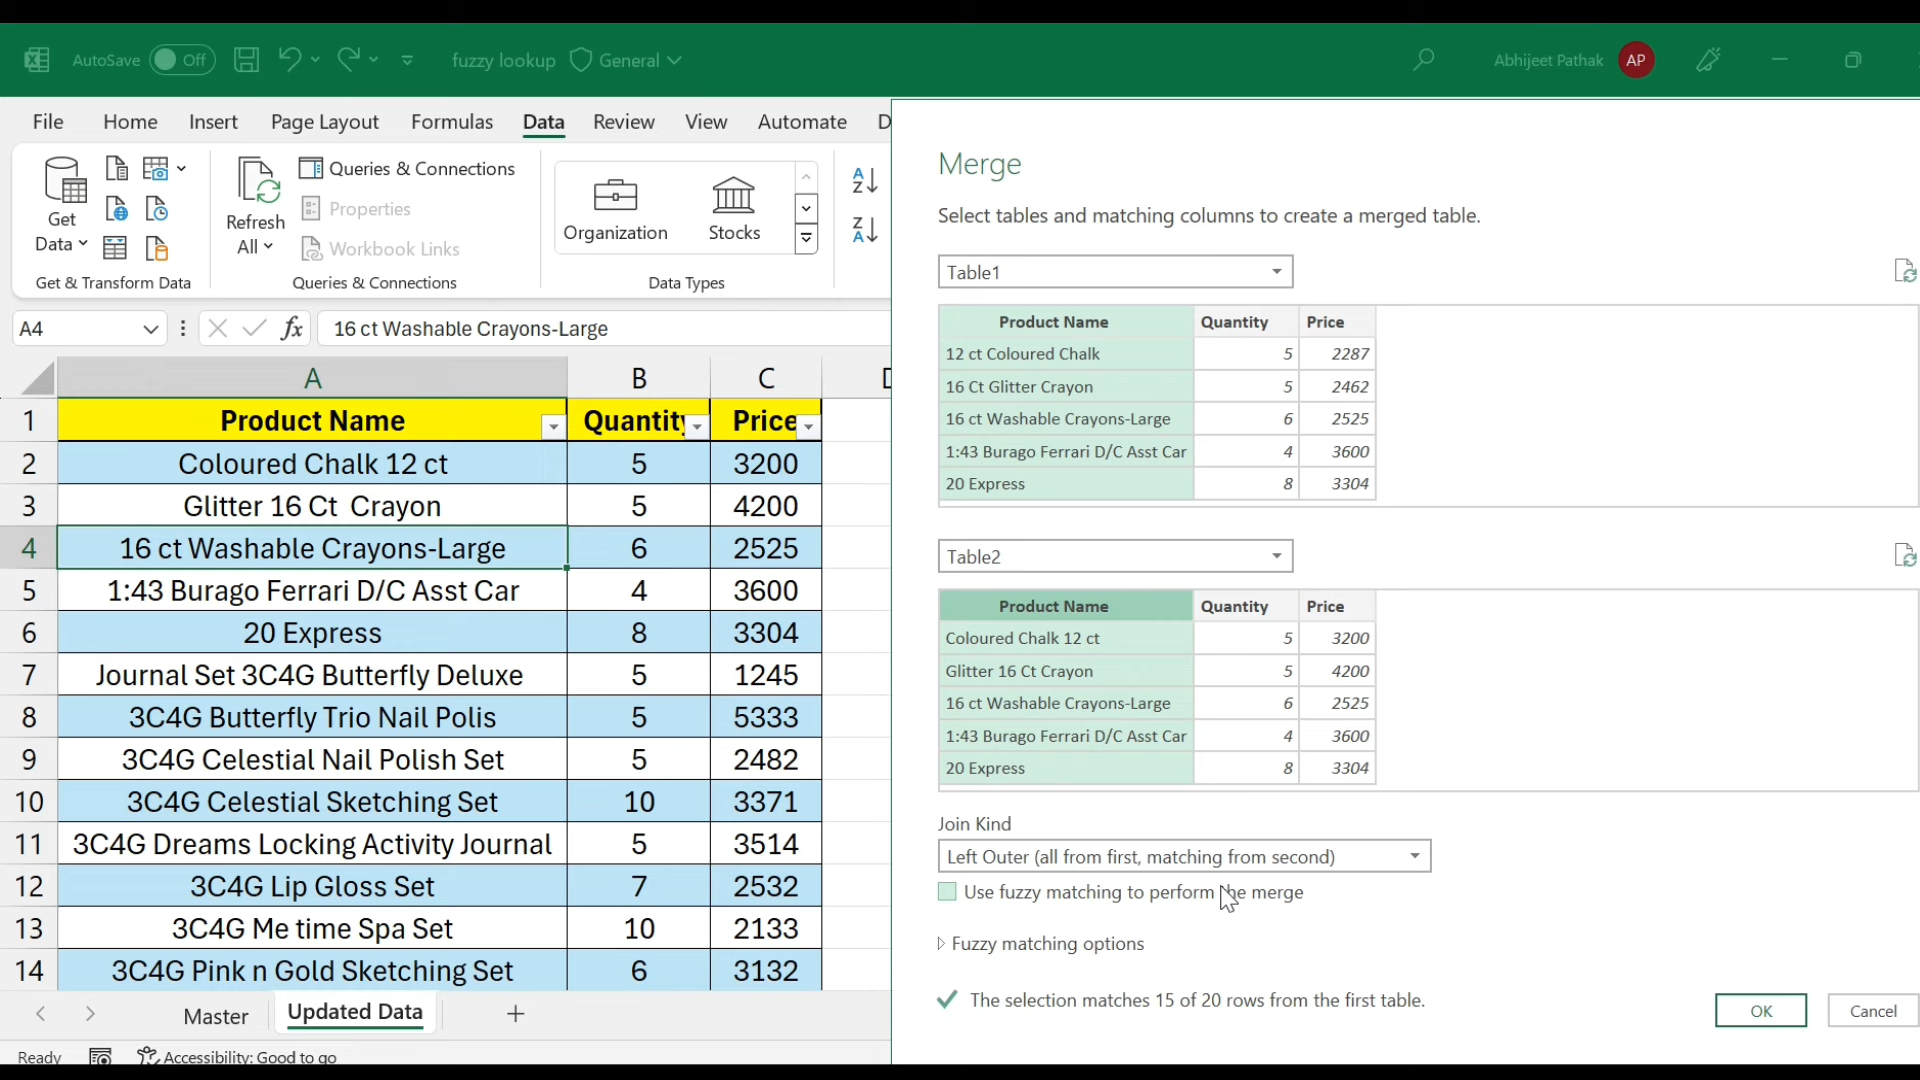 AutoSave Off fuzzy lookup General Abhijeet Pathak AP
File Home Insert Page Layout Formulas Data Review View Automate D
Get Data
Refresh All
Queries & Connections
Properties
Workbook Links
Organization
Stocks
Get & Transform Data Queries & Connections Data Types
A4 fx 16 ct Washable Crayons-Large
A B C
1 Product Name Quantity Price
2 Coloured Chalk 12 ct 5 3200
3 Glitter 16 Ct Crayon 5 4200
4 16 ct Washable Crayons-Large 6 2525
5 1:43 Burago Ferrari D/C Asst Car 4 3600
6 20 Express 8 3304
7 Journal Set 3C4G Butterfly Deluxe 5 1245
8 3C4G Butterfly Trio Nail Polis 5 5333
9 3C4G Celestial Nail Polish Set 5 2482
10 3C4G Celestial Sketching Set 10 3371
11 3C4G Dreams Locking Activity Journal 5 3514
12 3C4G Lip Gloss Set 7 2532
13 3C4G Me time Spa Set 10 2133
14 3C4G Pink n Gold Sketching Set 6 3132
Master Updated Data
Ready Accessibility: Good to go
Merge
Select tables and matching columns to create a merged table.
Table1
Product Name Quantity Price
12 ct Coloured Chalk 5 2287
16 Ct Glitter Crayon 5 2462
16 ct Washable Crayons-Large 6 2525
1:43 Burago Ferrari D/C Asst Car 4 3600
20 Express 8 3304
Table2
Product Name Quantity Price
Coloured Chalk 12 ct 5 3200
Glitter 16 Ct Crayon 5 4200
16 ct Washable Crayons-Large 6 2525
1:43 Burago Ferrari D/C Asst Car 4 3600
20 Express 8 3304
Join Kind
Left Outer (all from first, matching from second)
Use fuzzy matching to perform the merge
Fuzzy matching options
The selection matches 15 of 20 rows from the first table.
OK Cancel